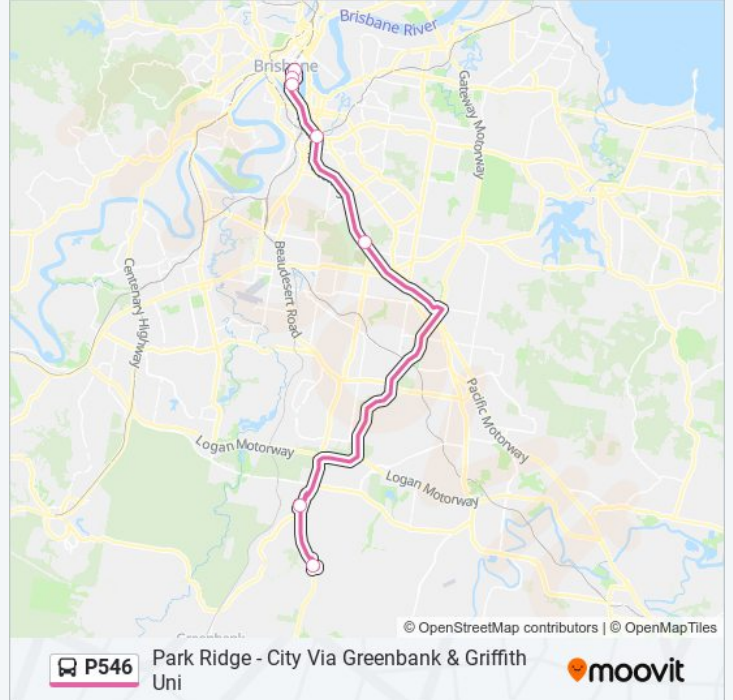 Brisbane River
Brisbane
Gateway Motorway
Beaudesert Road
Centenary Highway
Pacific Motorway
Logan Motorway
Logan Motorway
Greenbank
© OpenStreetMap contributors | © OpenMapTiles
P546
Park Ridge - City Via Greenbank & Griffith
Uni
moovit